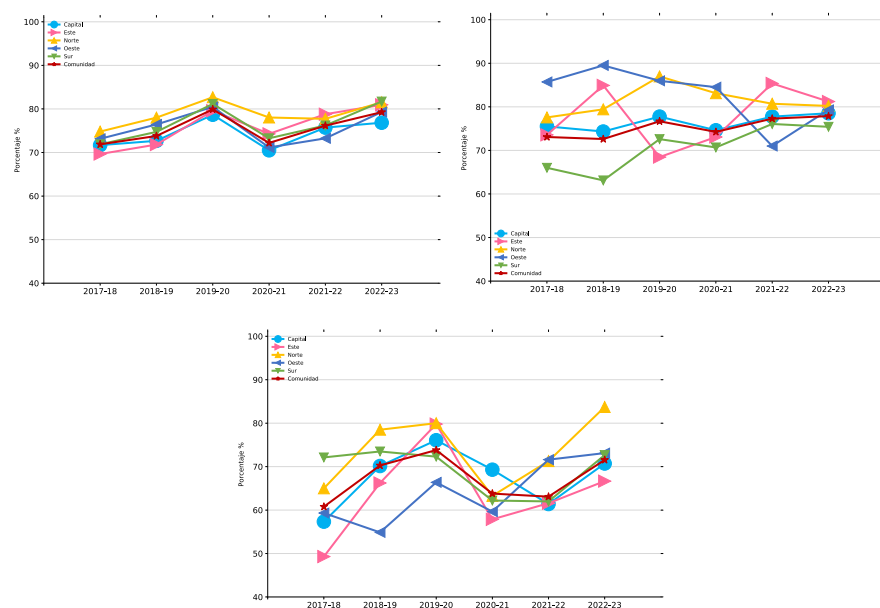 100
90
80
70
60
50
40
Porcentaje %
Capital
Este
Norte
Oeste
Sur
Comunidad
2017-18 2018-19 2019-20 2020-21 2021-22 2022-23
100
90
80
70
60
50
40
Porcentaje %
Capital
Este
Norte
Oeste
Sur
Comunidad
2017-18 2018-19 2019-20 2020-21 2021-22 2022-23
100
90
80
70
60
50
40
Porcentaje %
Capital
Este
Norte
Oeste
Sur
Comunidad
2017-18 2018-19 2019-20 2020-21 2021-22 2022-23